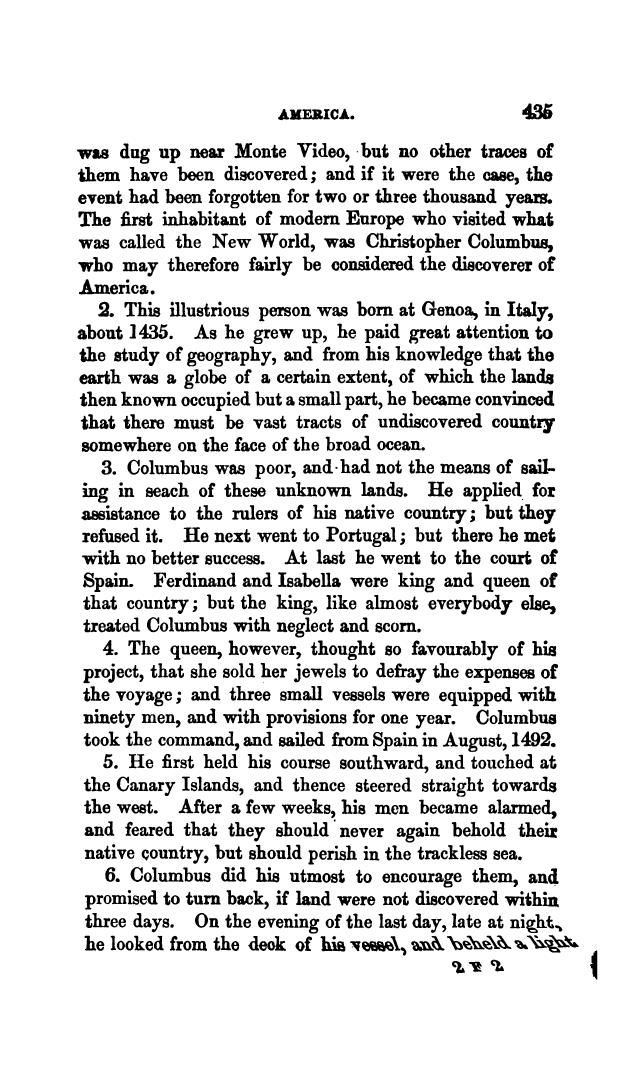 AMERICA. 435
was dug up near Monte Video, but no other traces of
them have been discovered; and if it were the case, the
event had been forgotten for two or three thousand years.
The first inhabitant of modern Europe who visited what
was called the New World, was Christopher Columbus,
who may therefore fairly be considered the discoverer of
America.
2. This illustrious person was born at Genoa, in Italy,
about 1435. As he grew up, he paid great attention to
the study of geography, and from his knowledge that the
earth was a globe of a certain extent, of which the lands
then known occupied but a small part, he became convinced
that there must be vast tracts of undiscovered country
somewhere on the face of the broad ocean.
3. Columbus was poor, and had not the means of sail-
ing in seach of these unknown lands. He applied for
assistance to the rulers of his native country; but they
refused it. He next went to Portugal; but there he met
with no better success. At last he went to the court of
Spain. Ferdinand and Isabella were king and queen of
that country; but the king, like almost everybody else,
treated Columbus with neglect and scorn.
4. The queen, however, thought so favourably of his
project, that she sold her jewels to defray the expenses of
the voyage; and three small vessels were equipped with
ninety men, and with provisions for one year. Columbus
took the command, and sailed from Spain in August, 1492.
5. He first held his course southward, and touched at
the Canary Islands, and thence steered straight towards
the west. After a few weeks, his men became alarmed,
and feared that they should never again behold their
native country, but should perish in the trackless sea.
6. Columbus did his utmost to encourage them, and
promised to turn back, if land were not discovered within
three days. On the evening of the last day, late at night,
he looked from the deck of his vessel, and beheld a light
2 F 2